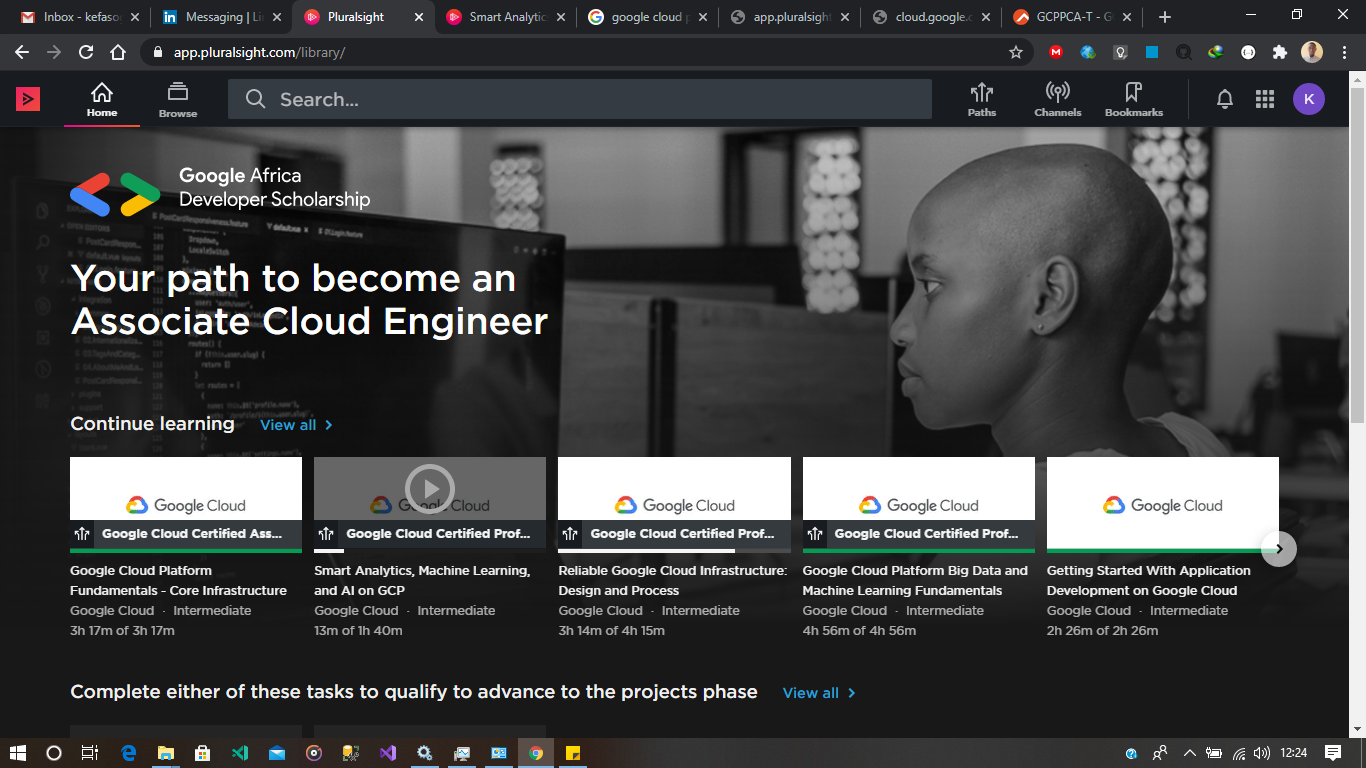 Inbox - kefaso
Messaging | Li
Pluralsight
Smart Analytic
google cloud p
app.pluralsigh
cloud.google.c
GCPPCA-T - G
app.pluralsight.com/library/
Home
Browse
Search...
Paths
Channels
Bookmarks
K
Google Africa
Developer Scholarship
Your path to become an
Associate Cloud Engineer
Continue learning
View all
Google Cloud
Google Cloud
Google Cloud
Google Cloud
Google Cloud
Google Cloud Certified Ass...
Google Cloud Certified Prof...
Google Cloud Certified Prof...
Google Cloud Certified Prof...
Google Cloud Platform
Fundamentals - Core Infrastructure
Google Cloud · Intermediate
3h 17m of 3h 17m
Smart Analytics, Machine Learning,
and AI on GCP
Google Cloud · Intermediate
13m of 1h 40m
Reliable Google Cloud Infrastructure:
Design and Process
Google Cloud · Intermediate
3h 14m of 4h 15m
Google Cloud Platform Big Data and
Machine Learning Fundamentals
Google Cloud · Intermediate
4h 56m of 4h 56m
Getting Started With Application
Development on Google Cloud
Google Cloud · Intermediate
2h 26m of 2h 26m
Complete either of these tasks to qualify to advance to the projects phase
View all
12:24